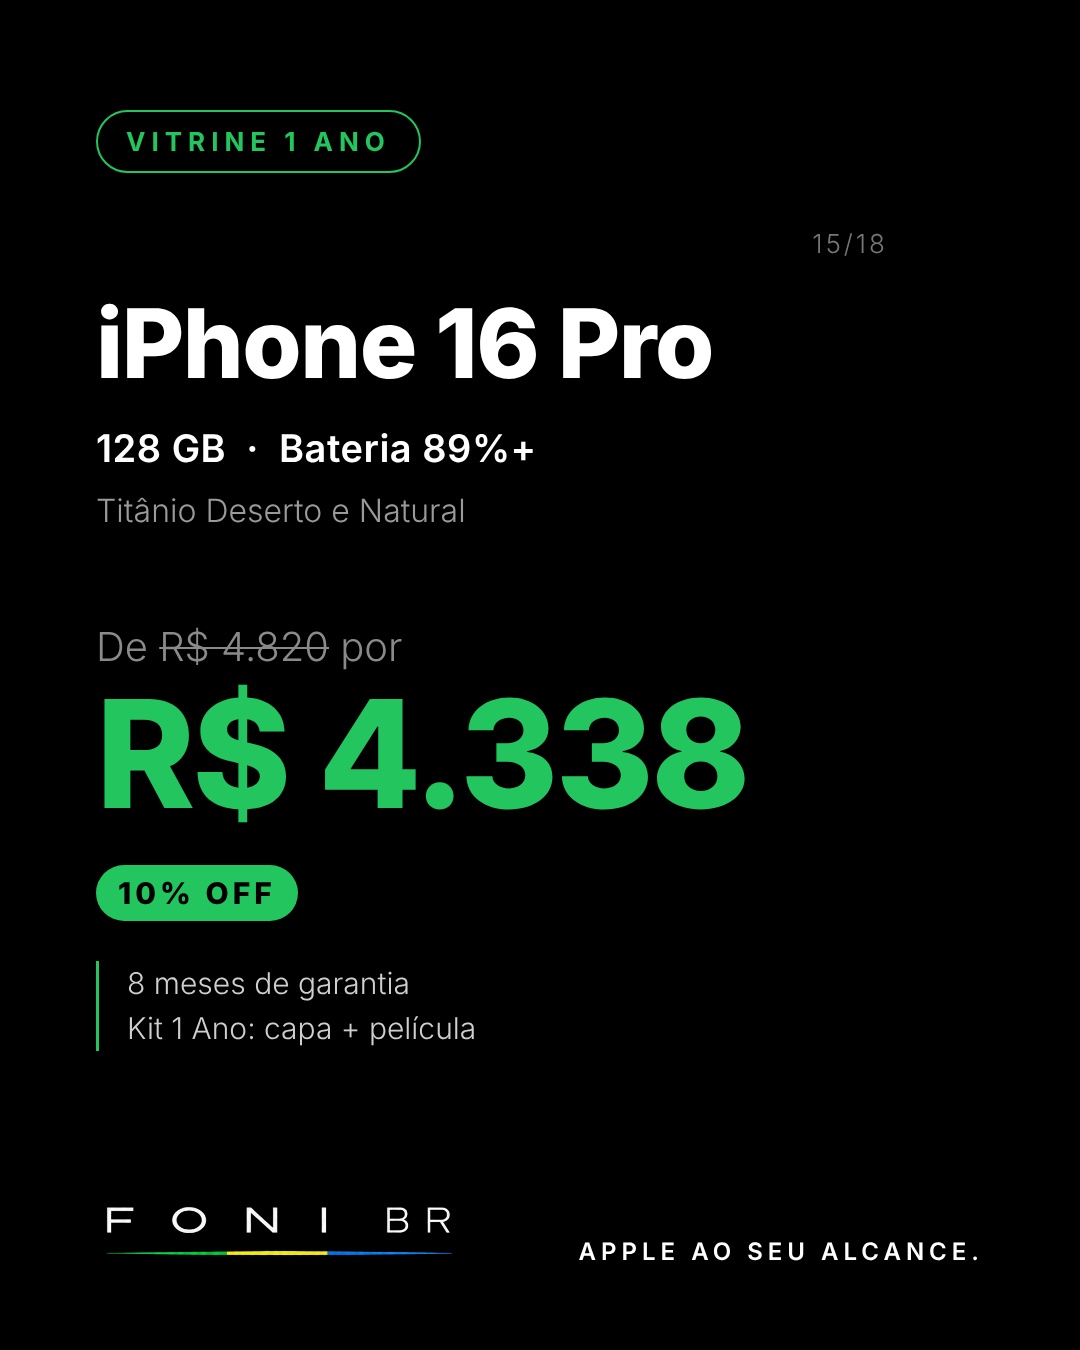 VITRINE 1 ANO
15/18
iPhone 16 Pro
128 GB · Bateria 89%+
Titânio Deserto e Natural
De R$ 4.820 por
R$ 4.338
10% OFF
8 meses de garantia
Kit 1 Ano: capa + película
FONI BR
APPLE AO SEU ALCANCE.